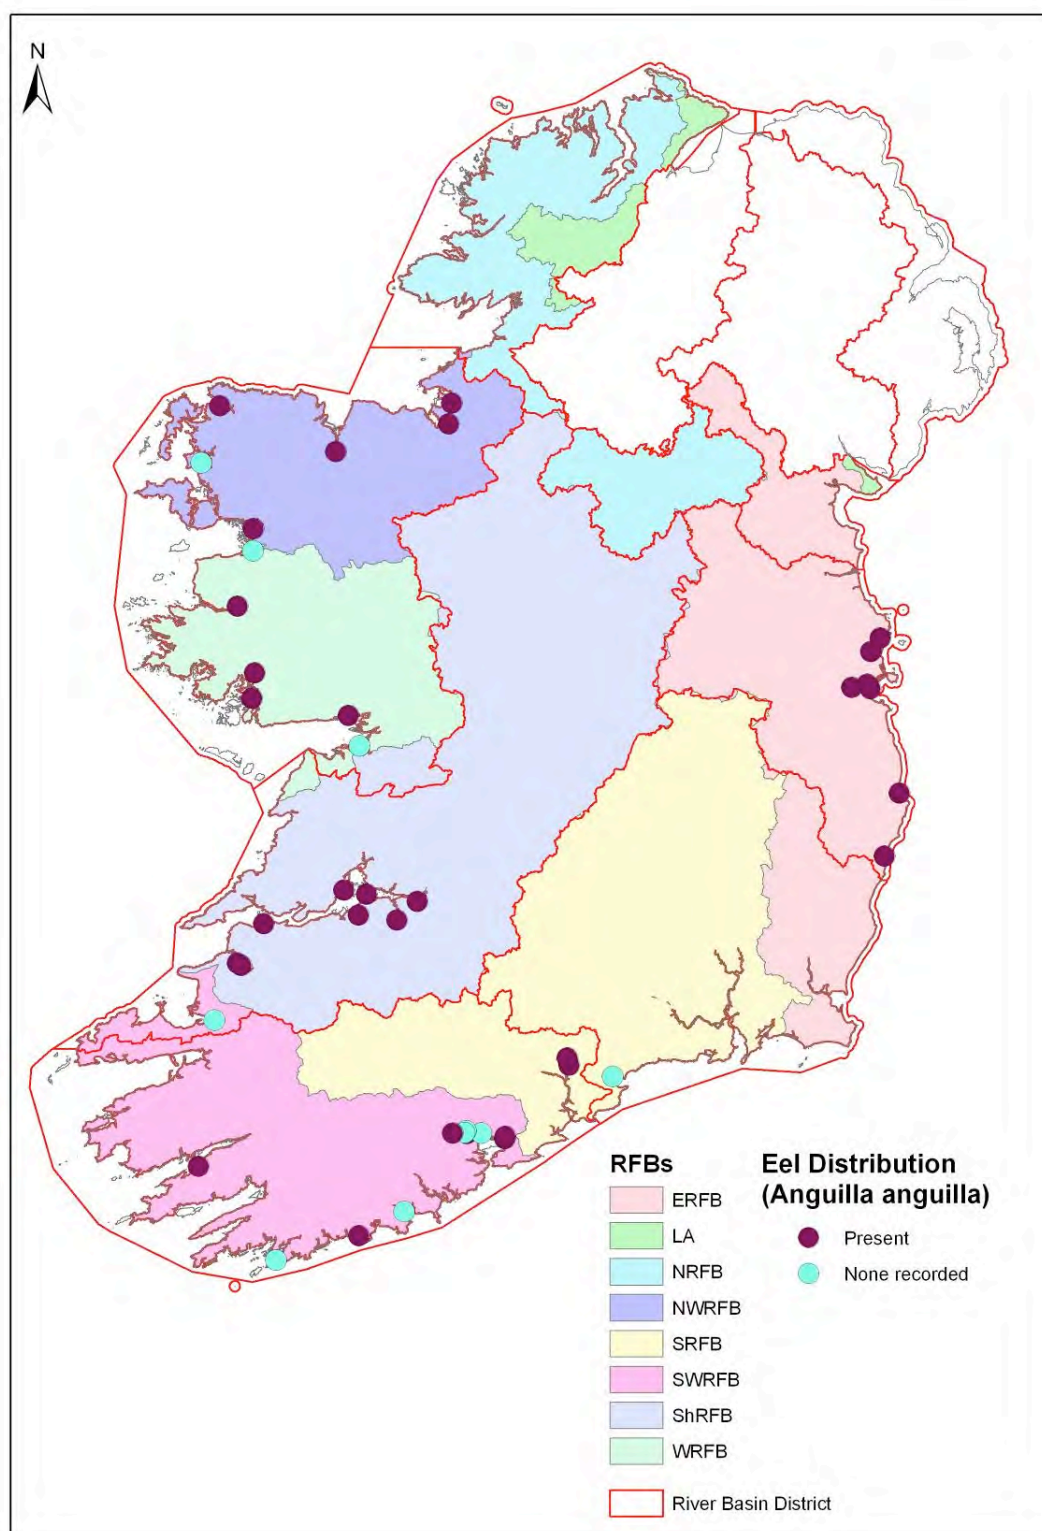 N
RFBs
ERFB
LA
NRFB
NWRFB
SRFB
SWRFB
ShRFB
WRFB
River Basin District
Eel Distribution
(Anguilla anguilla)
Present
None recorded